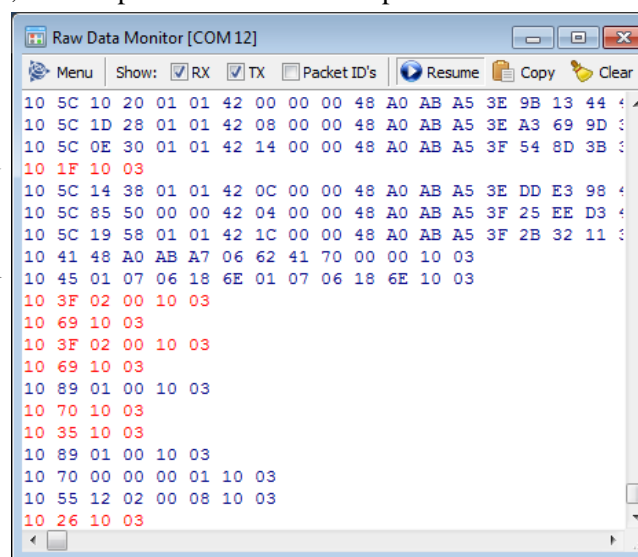 Raw Data Monitor [COM 12]
Menu Show: RX TX Packet ID's Resume Copy Clear
10 5C 10 20 01 01 42 00 00 00 48 A0 AB A5 3E 9B 13 44
10 5C 1D 28 01 01 42 08 00 00 48 A0 AB A5 3E A3 69 9D
10 5C 0E 30 01 01 42 14 00 00 48 A0 AB A5 3F 54 8D 3B
10 1F 10 03
10 5C 14 38 01 01 42 0C 00 00 48 A0 AB A5 3E DD E3 98
10 5C 85 50 00 00 42 04 00 00 48 A0 AB A5 3F 25 EE D3
10 5C 19 58 01 01 42 1C 00 00 48 A0 AB A5 3F 2B 32 11
10 41 48 A0 AB A7 06 62 41 70 00 00 10 03
10 45 01 07 06 18 6E 01 07 06 18 6E 10 03
10 3F 02 00 10 03
10 69 10 03
10 3F 02 00 10 03
10 69 10 03
10 89 01 00 10 03
10 70 10 03
10 35 10 03
10 89 01 00 10 03
10 70 00 00 00 01 10 03
10 55 12 02 00 08 10 03
10 26 10 03